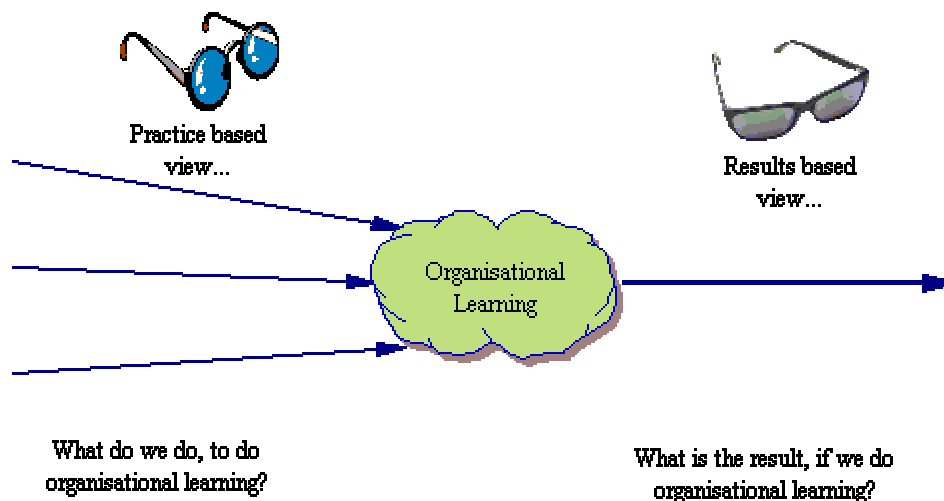 Practice based
view...
Results based
view...
Organisational
Learning
What do we do, to do
organisational learning?
What is the result, if we do
organisational learning?